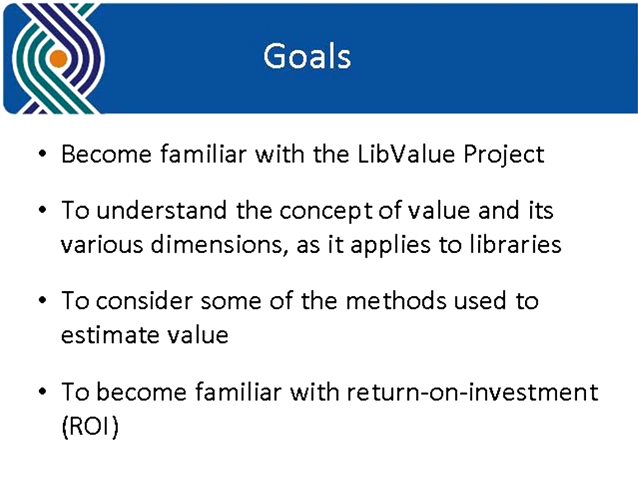 Goals
• Become familiar with the LibValue Project
• To understand the concept of value and its
various dimensions, as it applies to libraries
• To consider some of the methods used to
estimate value
• To become familiar with return-on-investment
(ROI)